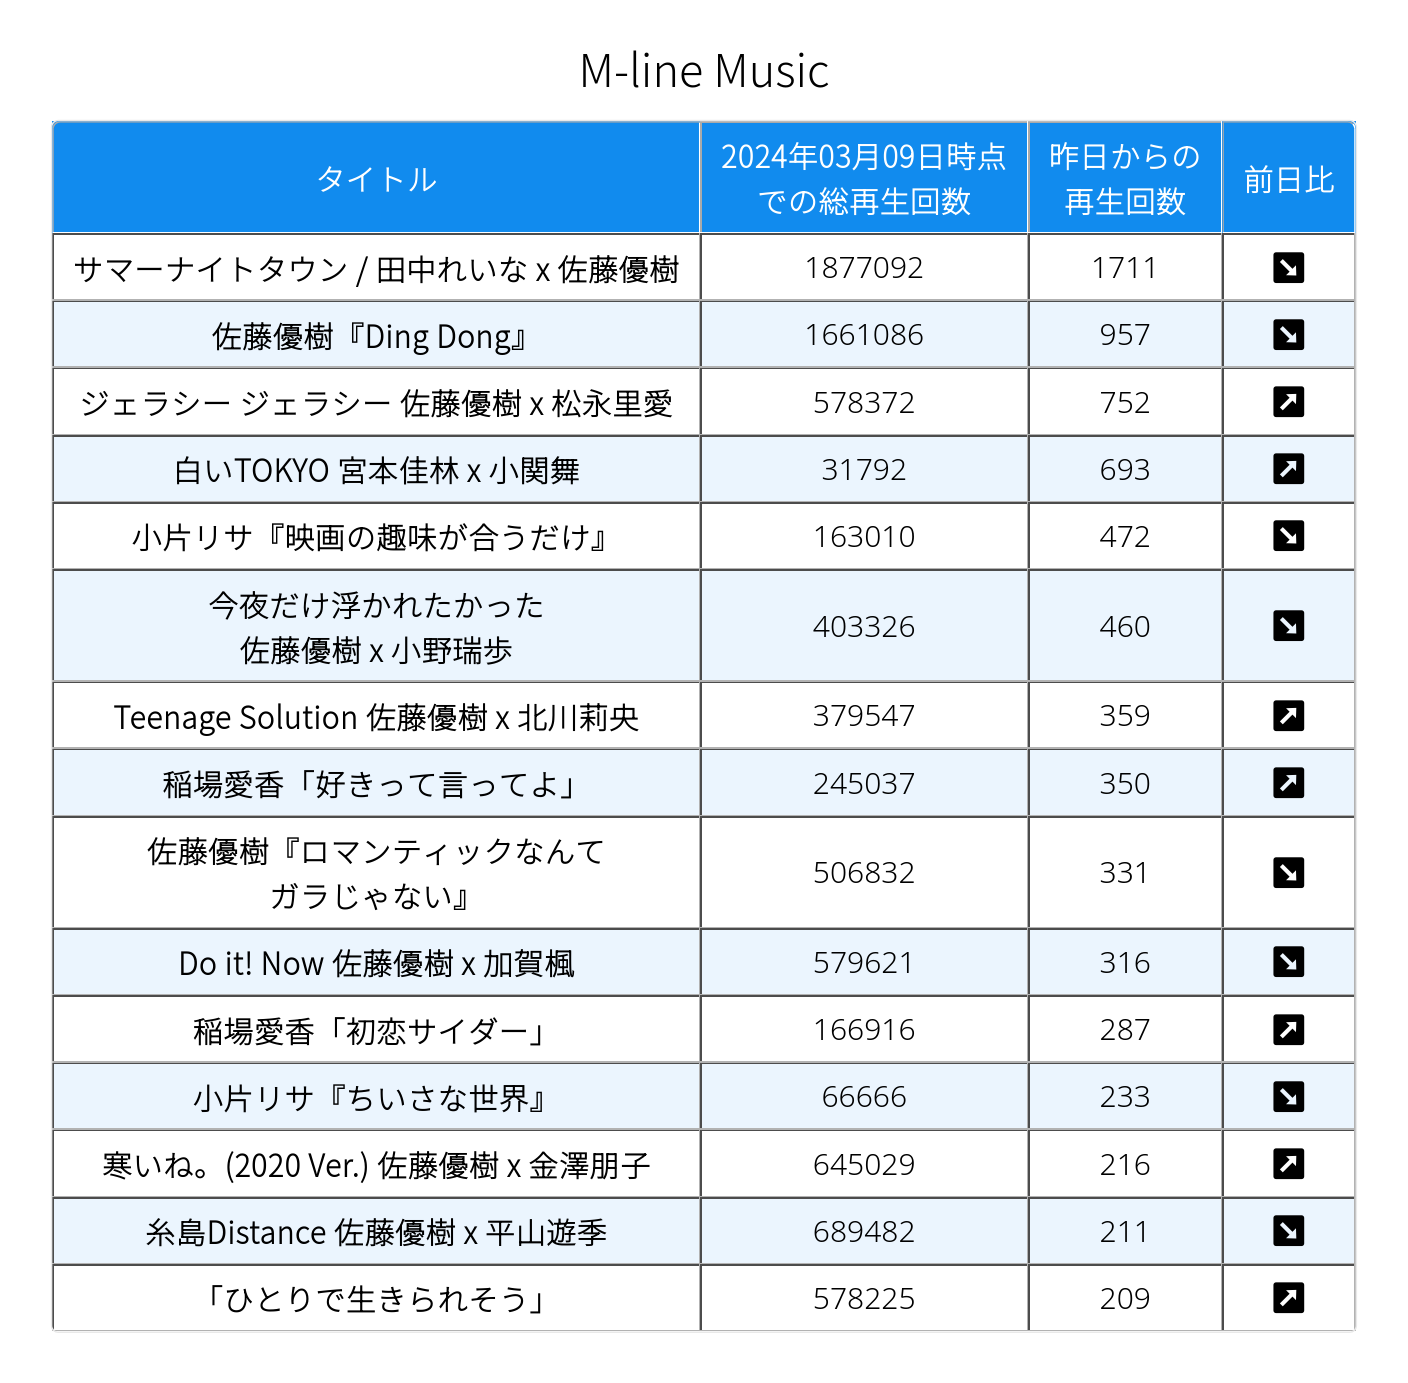 M-line Music
タイトル
2024年03月09日時点
での総再生回数
昨日からの
再生回数
前日比
サマーナイトタウン / 田中れいな x 佐藤優樹 1877092 1711
佐藤優樹『Ding Dong』 1661086 957
ジェラシー ジェラシー 佐藤優樹 x 松永里愛 578372 752
白いTOKYO 宮本佳林 x 小関舞 31792 693
小片リサ『映画の趣味が合うだけ』 163010 472
今夜だけ浮かれたかった
佐藤優樹 x 小野瑞歩 403326 460
Teenage Solution 佐藤優樹 x 北川莉央 379547 359
稲場愛香「好きって言ってよ」 245037 350
佐藤優樹『ロマンティックなんて
ガラじゃない』 506832 331
Do it! Now 佐藤優樹 x 加賀楓 579621 316
稲場愛香「初恋サイダー」 166916 287
小片リサ『ちいさな世界』 66666 233
寒いね。(2020 Ver.) 佐藤優樹 x 金澤朋子 645029 216
糸島Distance 佐藤優樹 x 平山遊季 689482 211
「ひとりで生きられそう」 578225 209